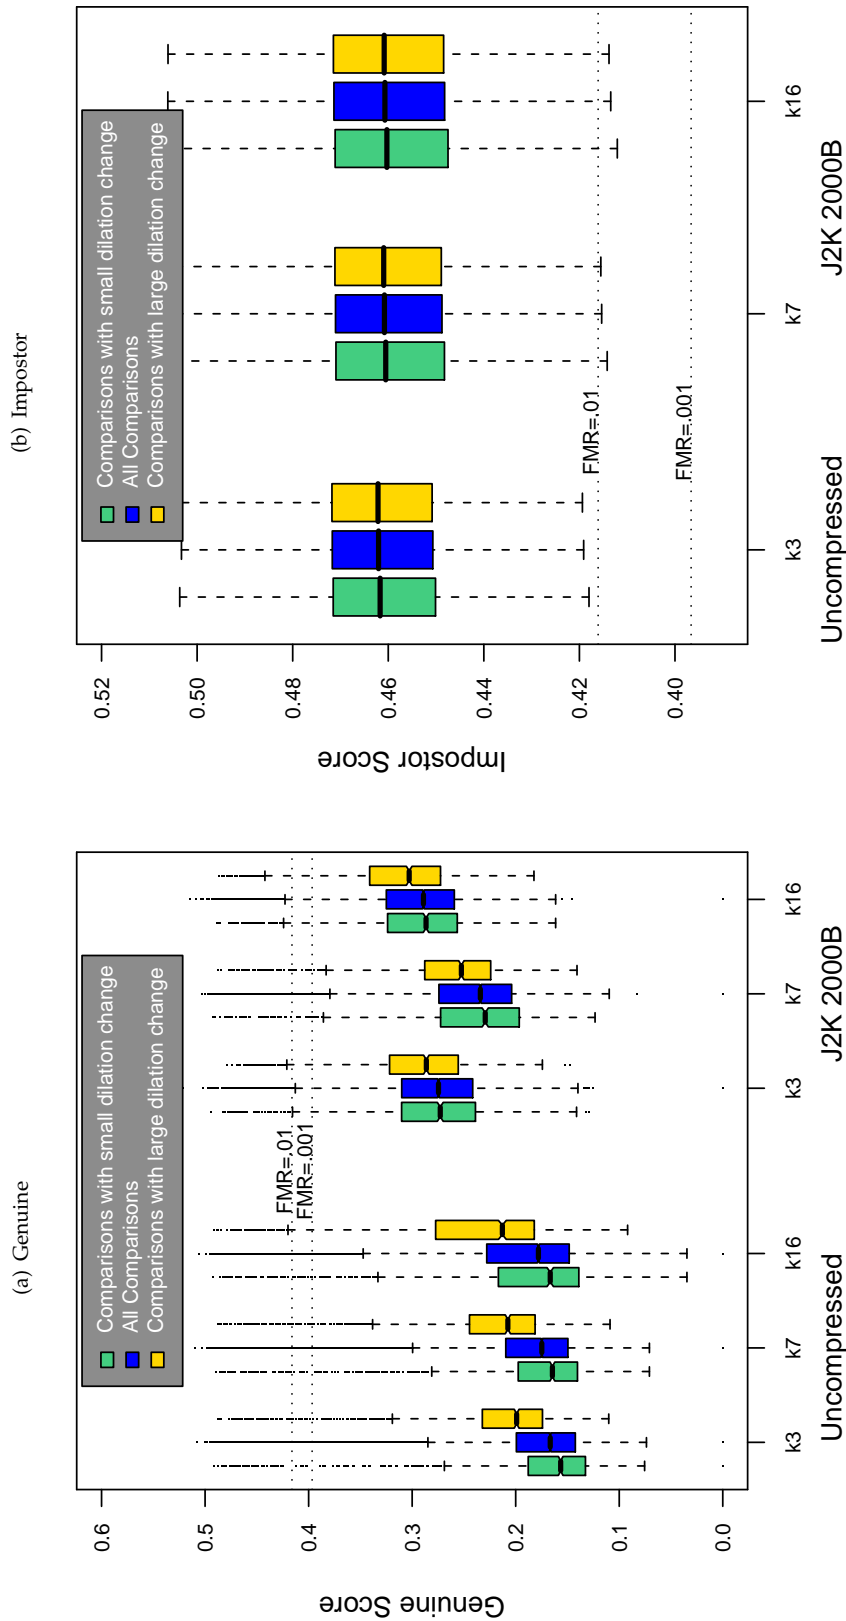 (a) Genuine
Genuine Score
0.0
0.1
0.2
0.3
0.4
0.5
0.6
Comparisons with small dilation change
All Comparisons
Comparisons with large dilation change
FMR=.01
FMR=.001
k3
k7
k16
k3
k7
k16
Uncompressed
J2K 2000B
(b) Impostor
Impostor Score
0.40
0.42
0.44
0.46
0.48
0.50
0.52
Comparisons with small dilation change
All Comparisons
Comparisons with large dilation change
FMR=.01
FMR=.001
k3
k7
k16
Uncompressed
J2K 2000B